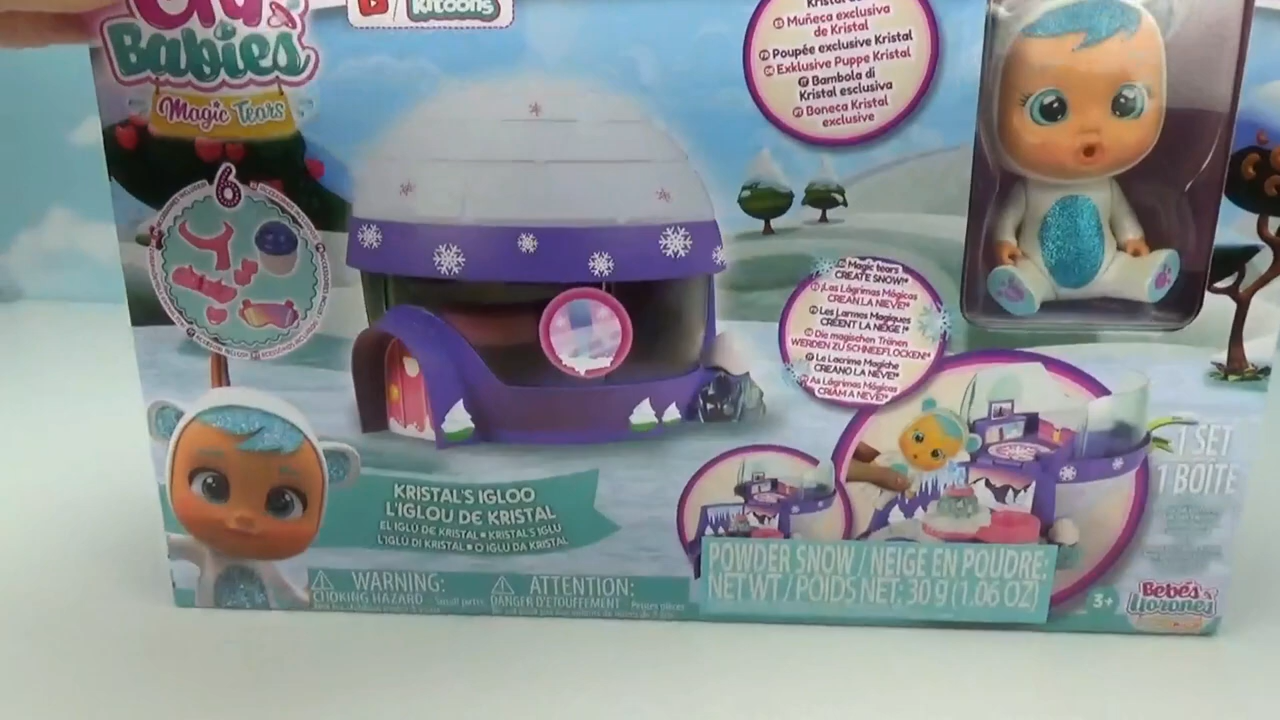 Cry
Babies
Magic Tears
kitoons
6
Muñeca exclusiva
de Kristal
Poupée exclusive Kristal
Exklusive Puppe Kristal
Bambola di
Kristal esclusiva
Boneca Kristal
exclusive
Magic tears
CREATE SNOW!*
¡Las Lágrimas Mágicas
CREAN LA NIEVE!*
Les Larmes Magiques
CRÉENT LA NEIGE !*
Die magischen Tränen
WERDEN ZU SCHNEEFLOCKEN!*
Le Lacrime Magiche
CREANO LA NEVE!*
As Lágrimas Mágicas
CRIAM A NEVE!*
1 SET
1 BOÎTE
KRISTAL'S IGLOO
L'IGLOU DE KRISTAL
EL IGLÚ DE KRISTAL • KRISTAL'S IGLU
L'IGLÙ DI KRISTAL • O IGLU DA KRISTAL
WARNING:
CHOKING HAZARD Small parts
ATTENTION:
DANGER D'ÉTOUFFEMENT Petites pièces
POWDER SNOW / NEIGE EN POUDRE:
NET WT / POIDS NET: 30 g (1.06 OZ)
3+
Bebés
llorones